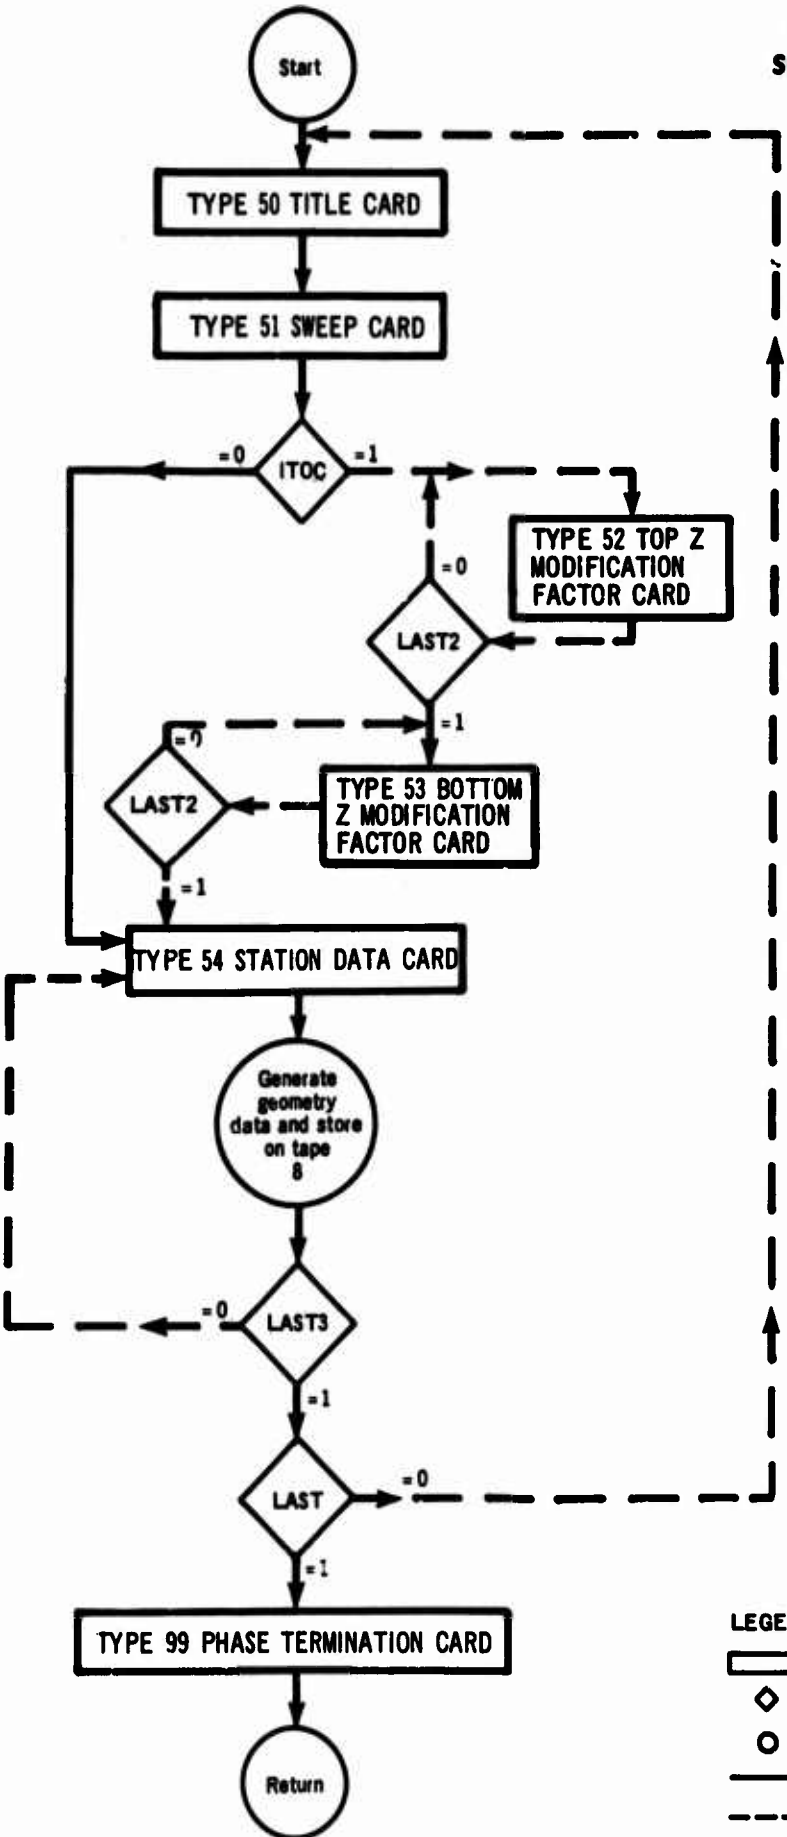 Start
S
TYPE 50 TITLE CARD
TYPE 51 SWEEP CARD
=0
ITOC
=1
TYPE 52 TOP Z
MODIFICATION
FACTOR CARD
=0
LAST2
=1
=0
LAST2
TYPE 53 BOTTOM
Z MODIFICATION
FACTOR CARD
=1
TYPE 54 STATION DATA CARD
Generate
geometry
data and store
on tape
8
=0
LAST3
=1
LAST
=0
=1
TYPE 99 PHASE TERMINATION CARD
LEGE
Return